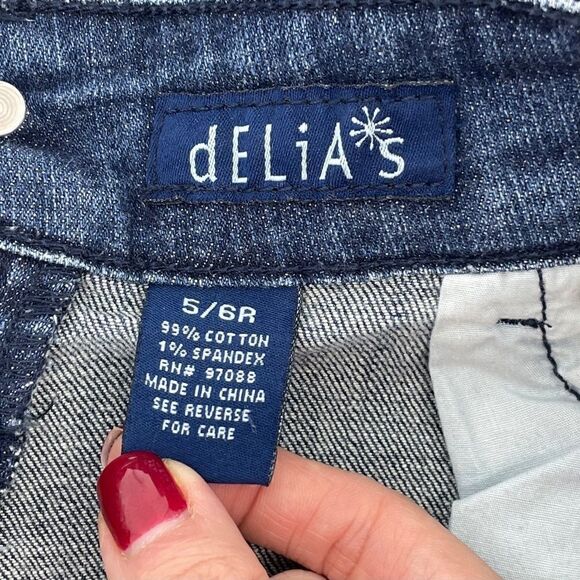 dELiA*s
5/6R
99% COTTON
1% SPANDEX
RN# 97088
MADE IN CHINA
SEE REVERSE
FOR CARE